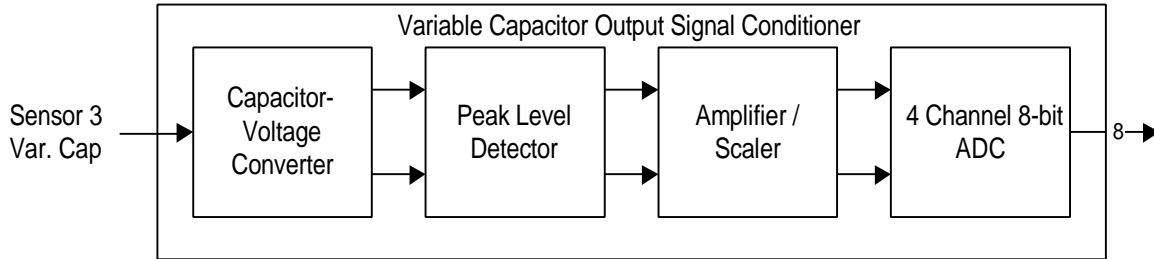 Variable Capacitor Output Signal Conditioner
Sensor 3
Var. Cap
Capacitor-
Voltage
Converter
Peak Level
Detector
Amplifier /
Scaler
4 Channel 8-bit
ADC
8